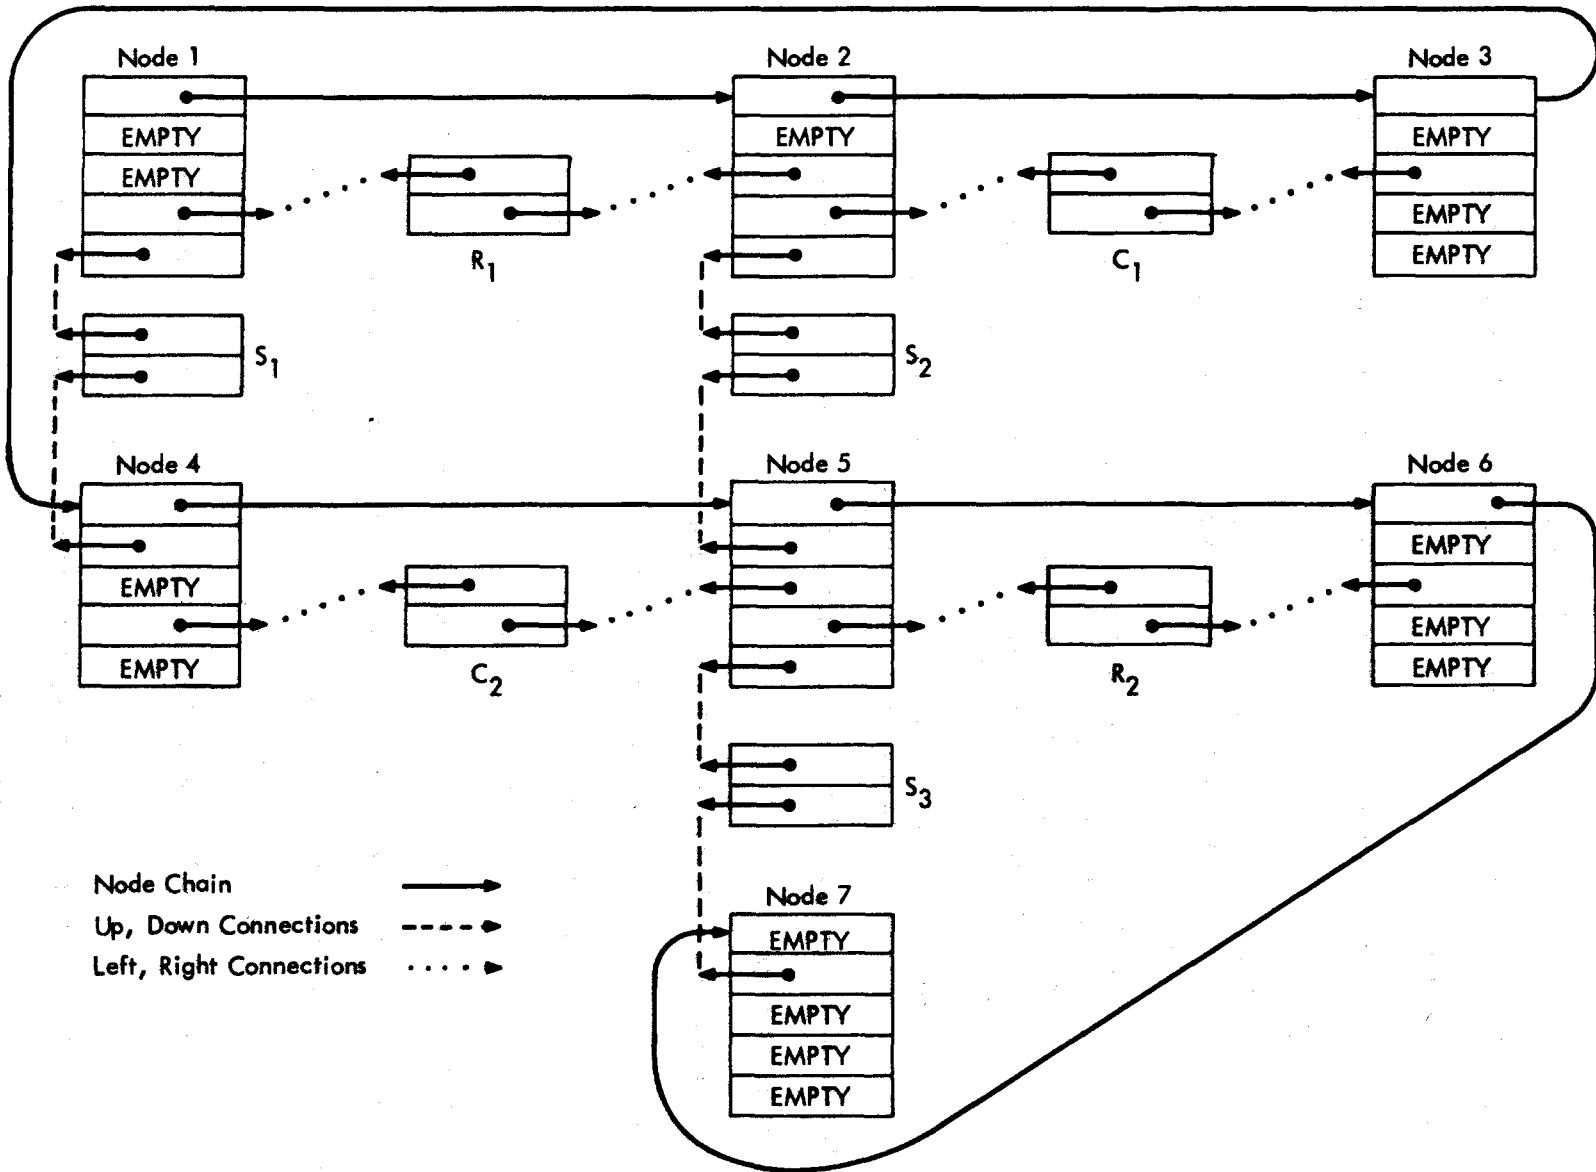 Node 1
Node 2
Node 3
EMPTY
EMPTY
EMPTY
EMPTY
EMPTY
EMPTY
R1
C1
S1
S2
Node 4
Node 5
Node 6
EMPTY
EMPTY
EMPTY
EMPTY
EMPTY
C2
R2
S3
Node Chain
Up, Down Connections
Left, Right Connections
Node 7
EMPTY
EMPTY
EMPTY
EMPTY